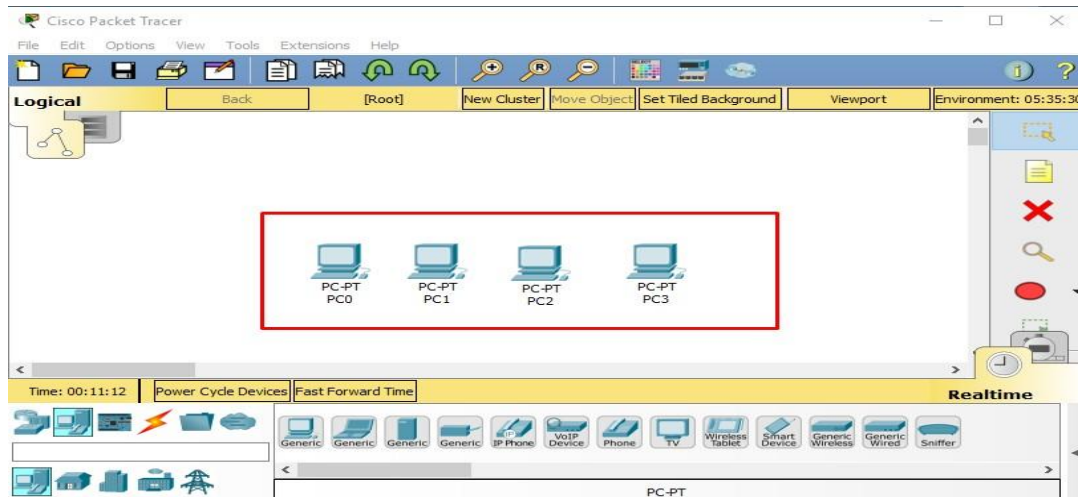 Cisco Packet Tracer
File Edit Options View Tools Extensions Help
Logical Back [Root] New Cluster Move Object Set Tiled Background Viewport Environment: 05:35:30
PC-PT PC-PT PC-PT PC-PT
PC0 PC1 PC2 PC3
Time: 00:11:12 Power Cycle Devices Fast Forward Time Realtime
Generic Generic Generic Generic IP Phone VoIP Device Phone TV Wireless Tablet Smart Device Generic Wireless Generic Wired Sniffer
PC-PT